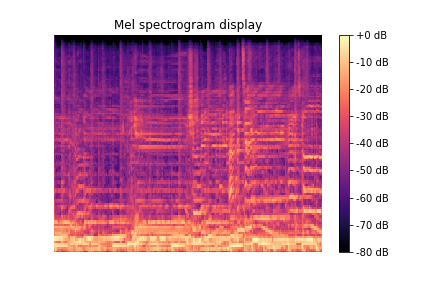 Mel spectrogram display
+0 dB
-10 dB
-20 dB
-30 dB
-40 dB
-50 dB
-60 dB
-70 dB
-80 dB